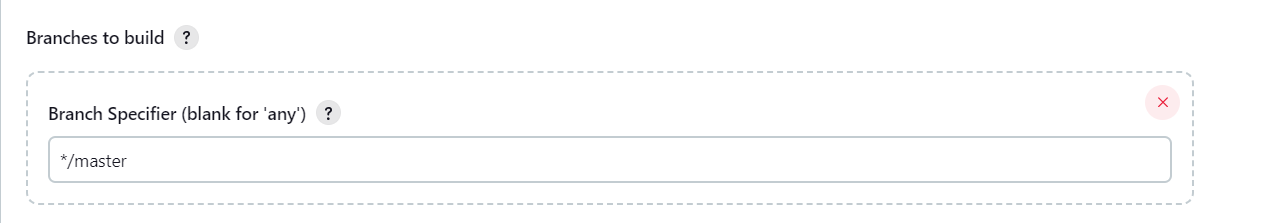 Branches to build ?
Branch Specifier (blank for 'any') ?
*/master